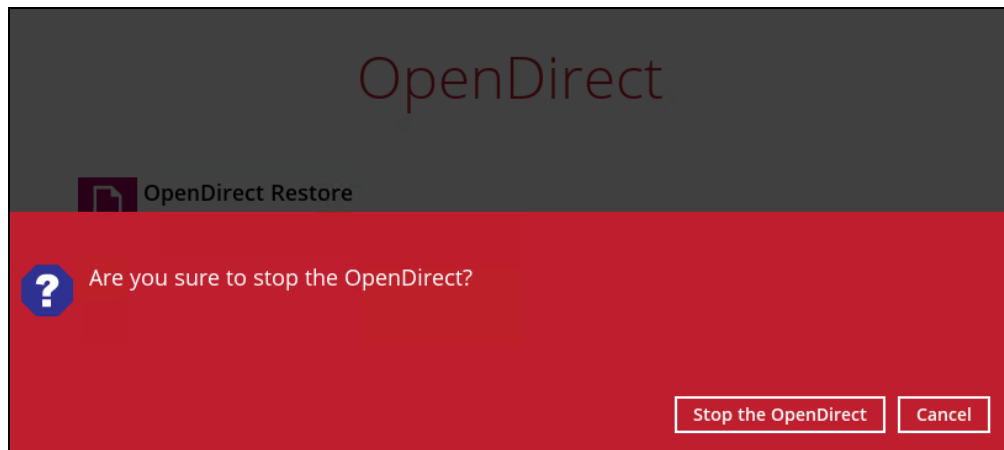 OpenDirect
OpenDirect Restore
Are you sure to stop the OpenDirect?
Stop the OpenDirect Cancel